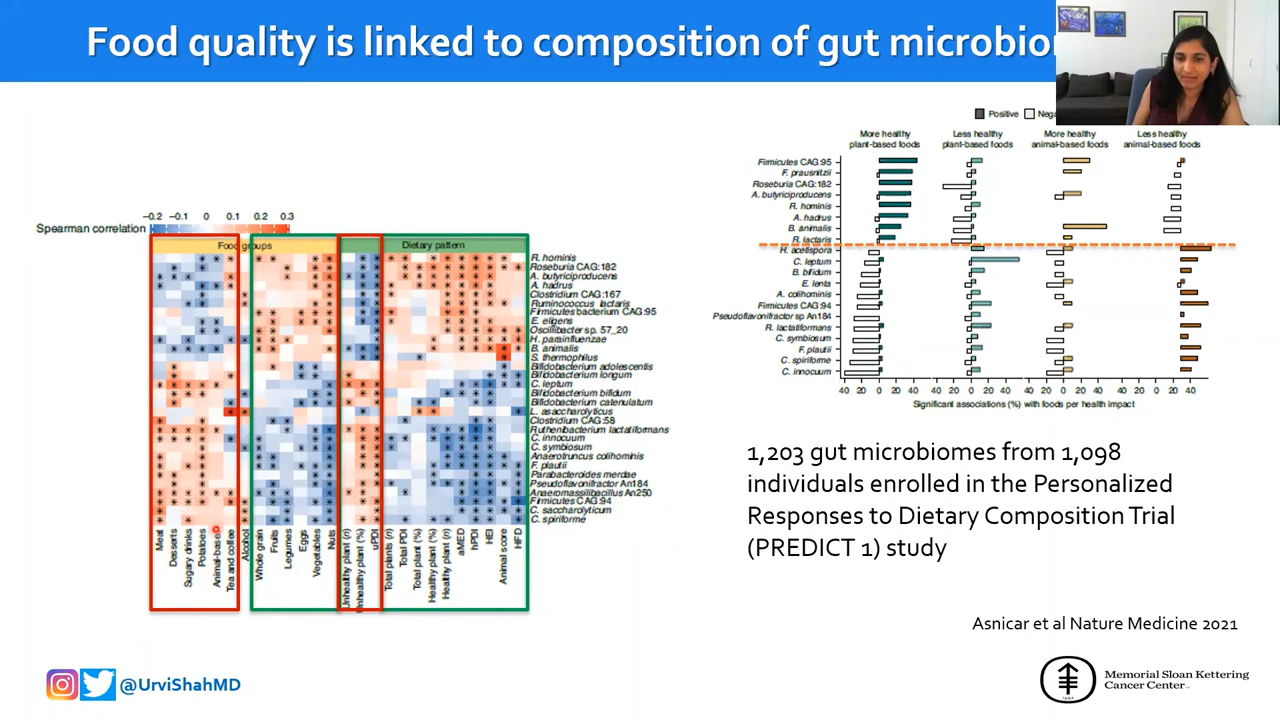 Food quality is linked to composition of gut
Positive
More healthy plant-based foods
Less healthy plant-based foods
More healthy animal-based foods
Less healthy animal-based foods
Firmicutes CAG:95
F. prausnitzii
Roseburia CAG:182
A. butyriciproducens
R. hominis
A. hadrus
B. animalis
R. lactaris
H. acetispora
C. leptum
B. bifidum
E. lenta
A. colihominis
Firmicutes CAG:94
Pseudoflavonifractor sp An184
R. lactatiformans
C. symbiosum
F. plautii
C. spiriforme
C. innocuum
40 20 0 20 40 60 20 0 20 40 60 40 20 0 20 40 60 40 20 0 20 40
Significant associations (%) with foods per health impact
-0.2 -0.1 0 0.1 0.2 0.3
Spearman correlation
Food groups
Dietary pattern
R. hominis
Roseburia CAG:182
A. butyriciproducens
A. hadrus
Clostridium CAG:167
Ruminococcus lactaris
Firmicutes bacterium CAG:95
E. eligens
Oscillibacter sp. 57_20
H. parainfluenzae
B. animalis
S. thermophilus
Bifidobacterium adolescentis
Bifidobacterium longum
C. leptum
Bifidobacterium bifidum
Bifidobacterium catenulatum
L. asaccharolyticus
Clostridium CAG:58
Ruthenibacterium lactatiformans
C. innocuum
C. symbiosum
Anaerotruncus colihominis
F. plautii
Parabacteroides merdae
Pseudoflavonifractor An184
Anaeromassilibacillus An250
Firmicutes CAG:94
C. saccharolyticum
C. spiriforme
Meat
Desserts
Sugary drinks
Potatoes
Animal-based
Tea and coffee
Alcohol
Whole grain
Fruits
Legumes
Eggs
Vegetables
Nuts
Unhealthy plant (n)
Unhealthy plant (%)
uPDI
Total plants (n)
Total PDI
Total plant (%)
Healthy plant (%)
Healthy plant (n)
aMED
hPDI
HEI
Animal score
HFD
1,203 gut microbiomes from 1,098
individuals enrolled in the Personalized
Responses to Dietary Composition Trial
(PREDICT 1) study
Asnicar et al Nature Medicine 2021
@UrviShahMD
Memorial Sloan Kettering
Cancer Center